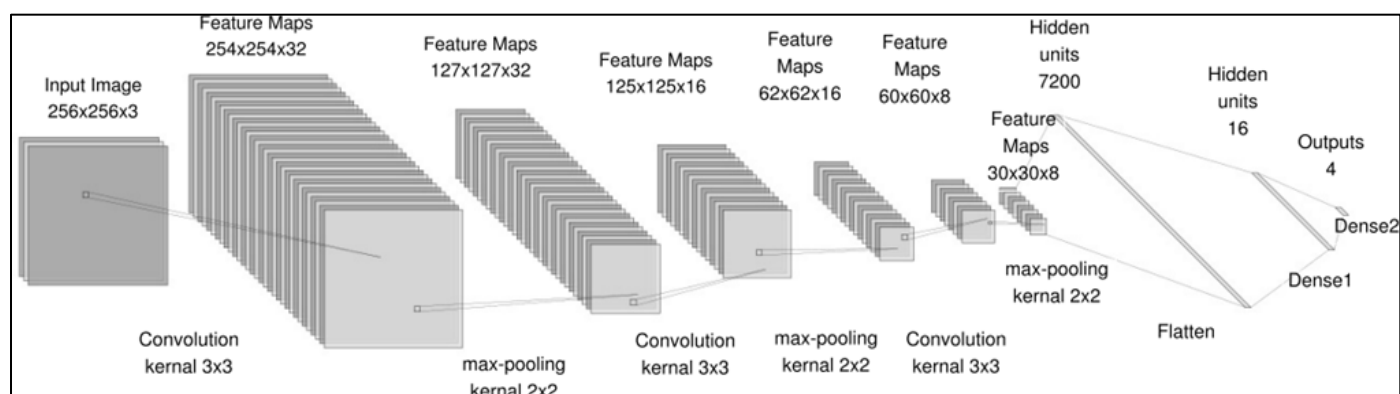 Input Image
256x256x3
Feature Maps
254x254x32
Feature Maps
127x127x32
Feature Maps
125x125x16
Feature
Maps
62x62x16
Feature
Maps
60x60x8
Feature
Maps
30x30x8
Hidden
units
7200
Hidden
units
16
Outputs
4
Convolution
kernal 3x3
max-pooling
kernal 2x2
Convolution
kernal 3x3
max-pooling
kernal 2x2
Convolution
kernal 3x3
max-pooling
kernal 2x2
Flatten
Dense1
Dense2